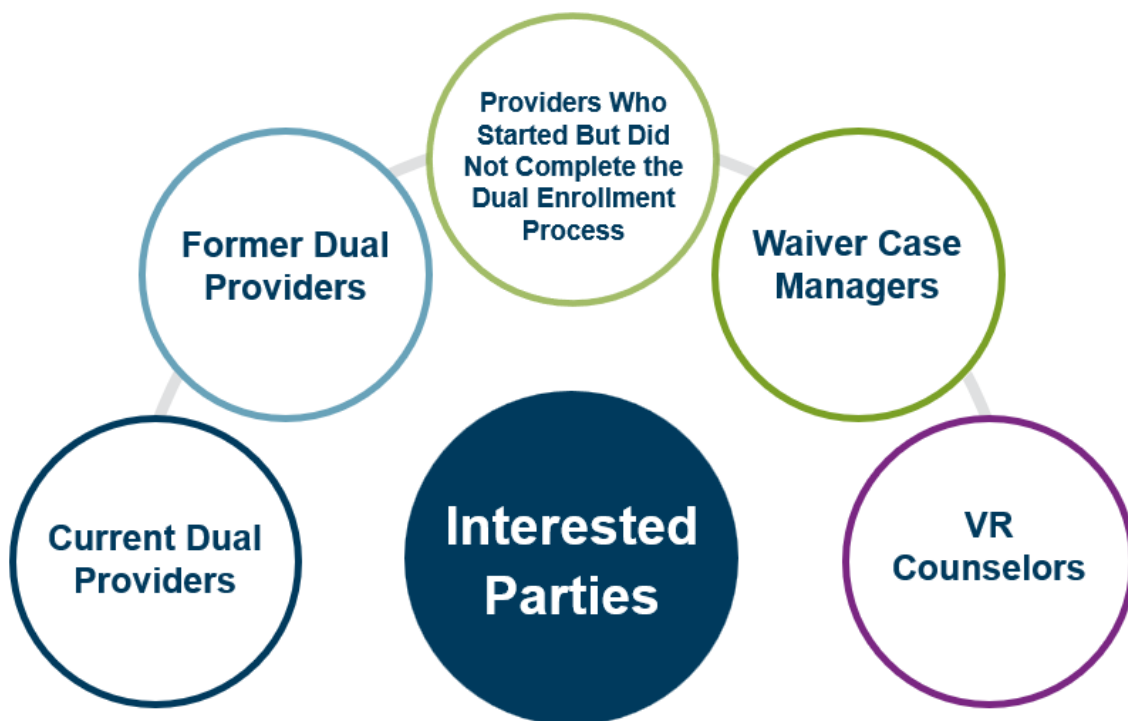 Providers Who
Started But Did
Not Complete the
Dual Enrollment
Process
Former Dual
Providers
Waiver Case
Managers
Current Dual
Providers
Interested
Parties
VR
Counselors